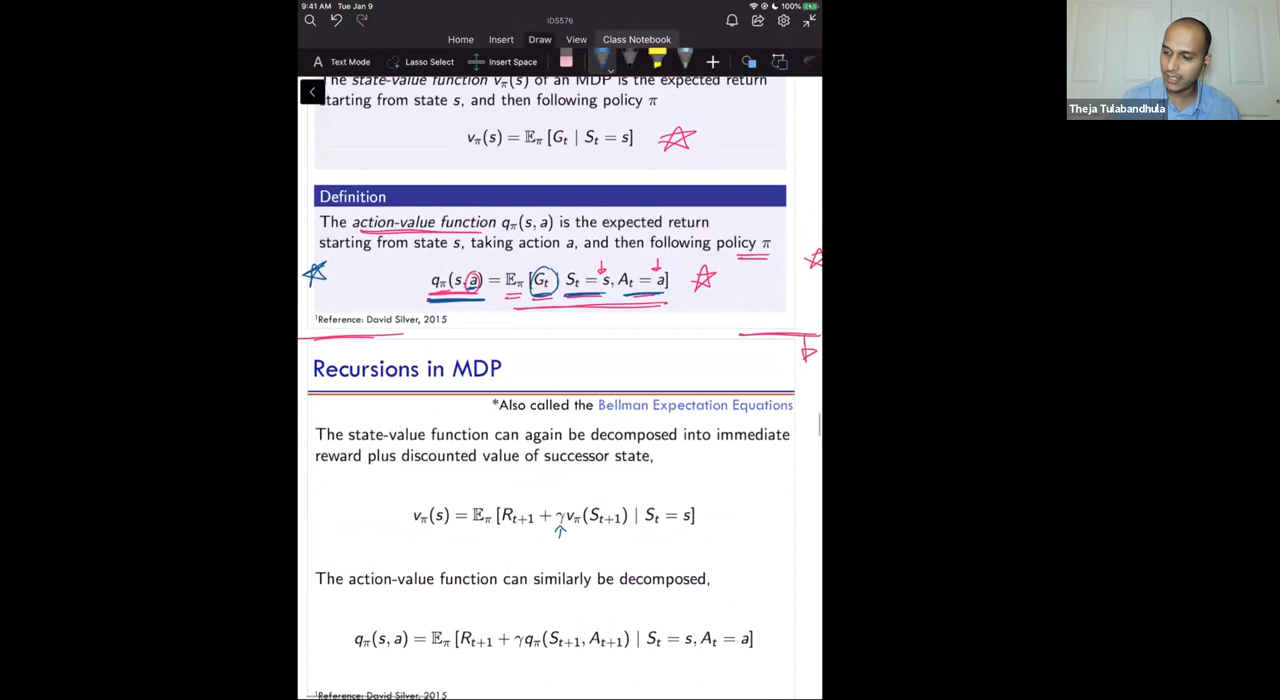 9:41 AM Tue Jan 9
100%
IDS576
Home Insert Draw View Class Notebook
Text Mode Lasso Select Insert Space
The state-value function vπ(s) of an MDP is the expected return
starting from state s, and then following policy π
vπ(s) = 𝔼π [Gt | St = s]
Definition
The action-value function qπ(s, a) is the expected return
starting from state s, taking action a, and then following policy π
qπ(s, a) = 𝔼π [Gt | St = s, At = a]
¹Reference: David Silver, 2015
Recursions in MDP
*Also called the Bellman Expectation Equations
The state-value function can again be decomposed into immediate
reward plus discounted value of successor state,
vπ(s) = 𝔼π [Rt+1 + γvπ(St+1) | St = s]
The action-value function can similarly be decomposed,
qπ(s, a) = 𝔼π [Rt+1 + γqπ(St+1, At+1) | St = s, At = a]
¹Reference: David Silver, 2015
Theja Tulabandhula